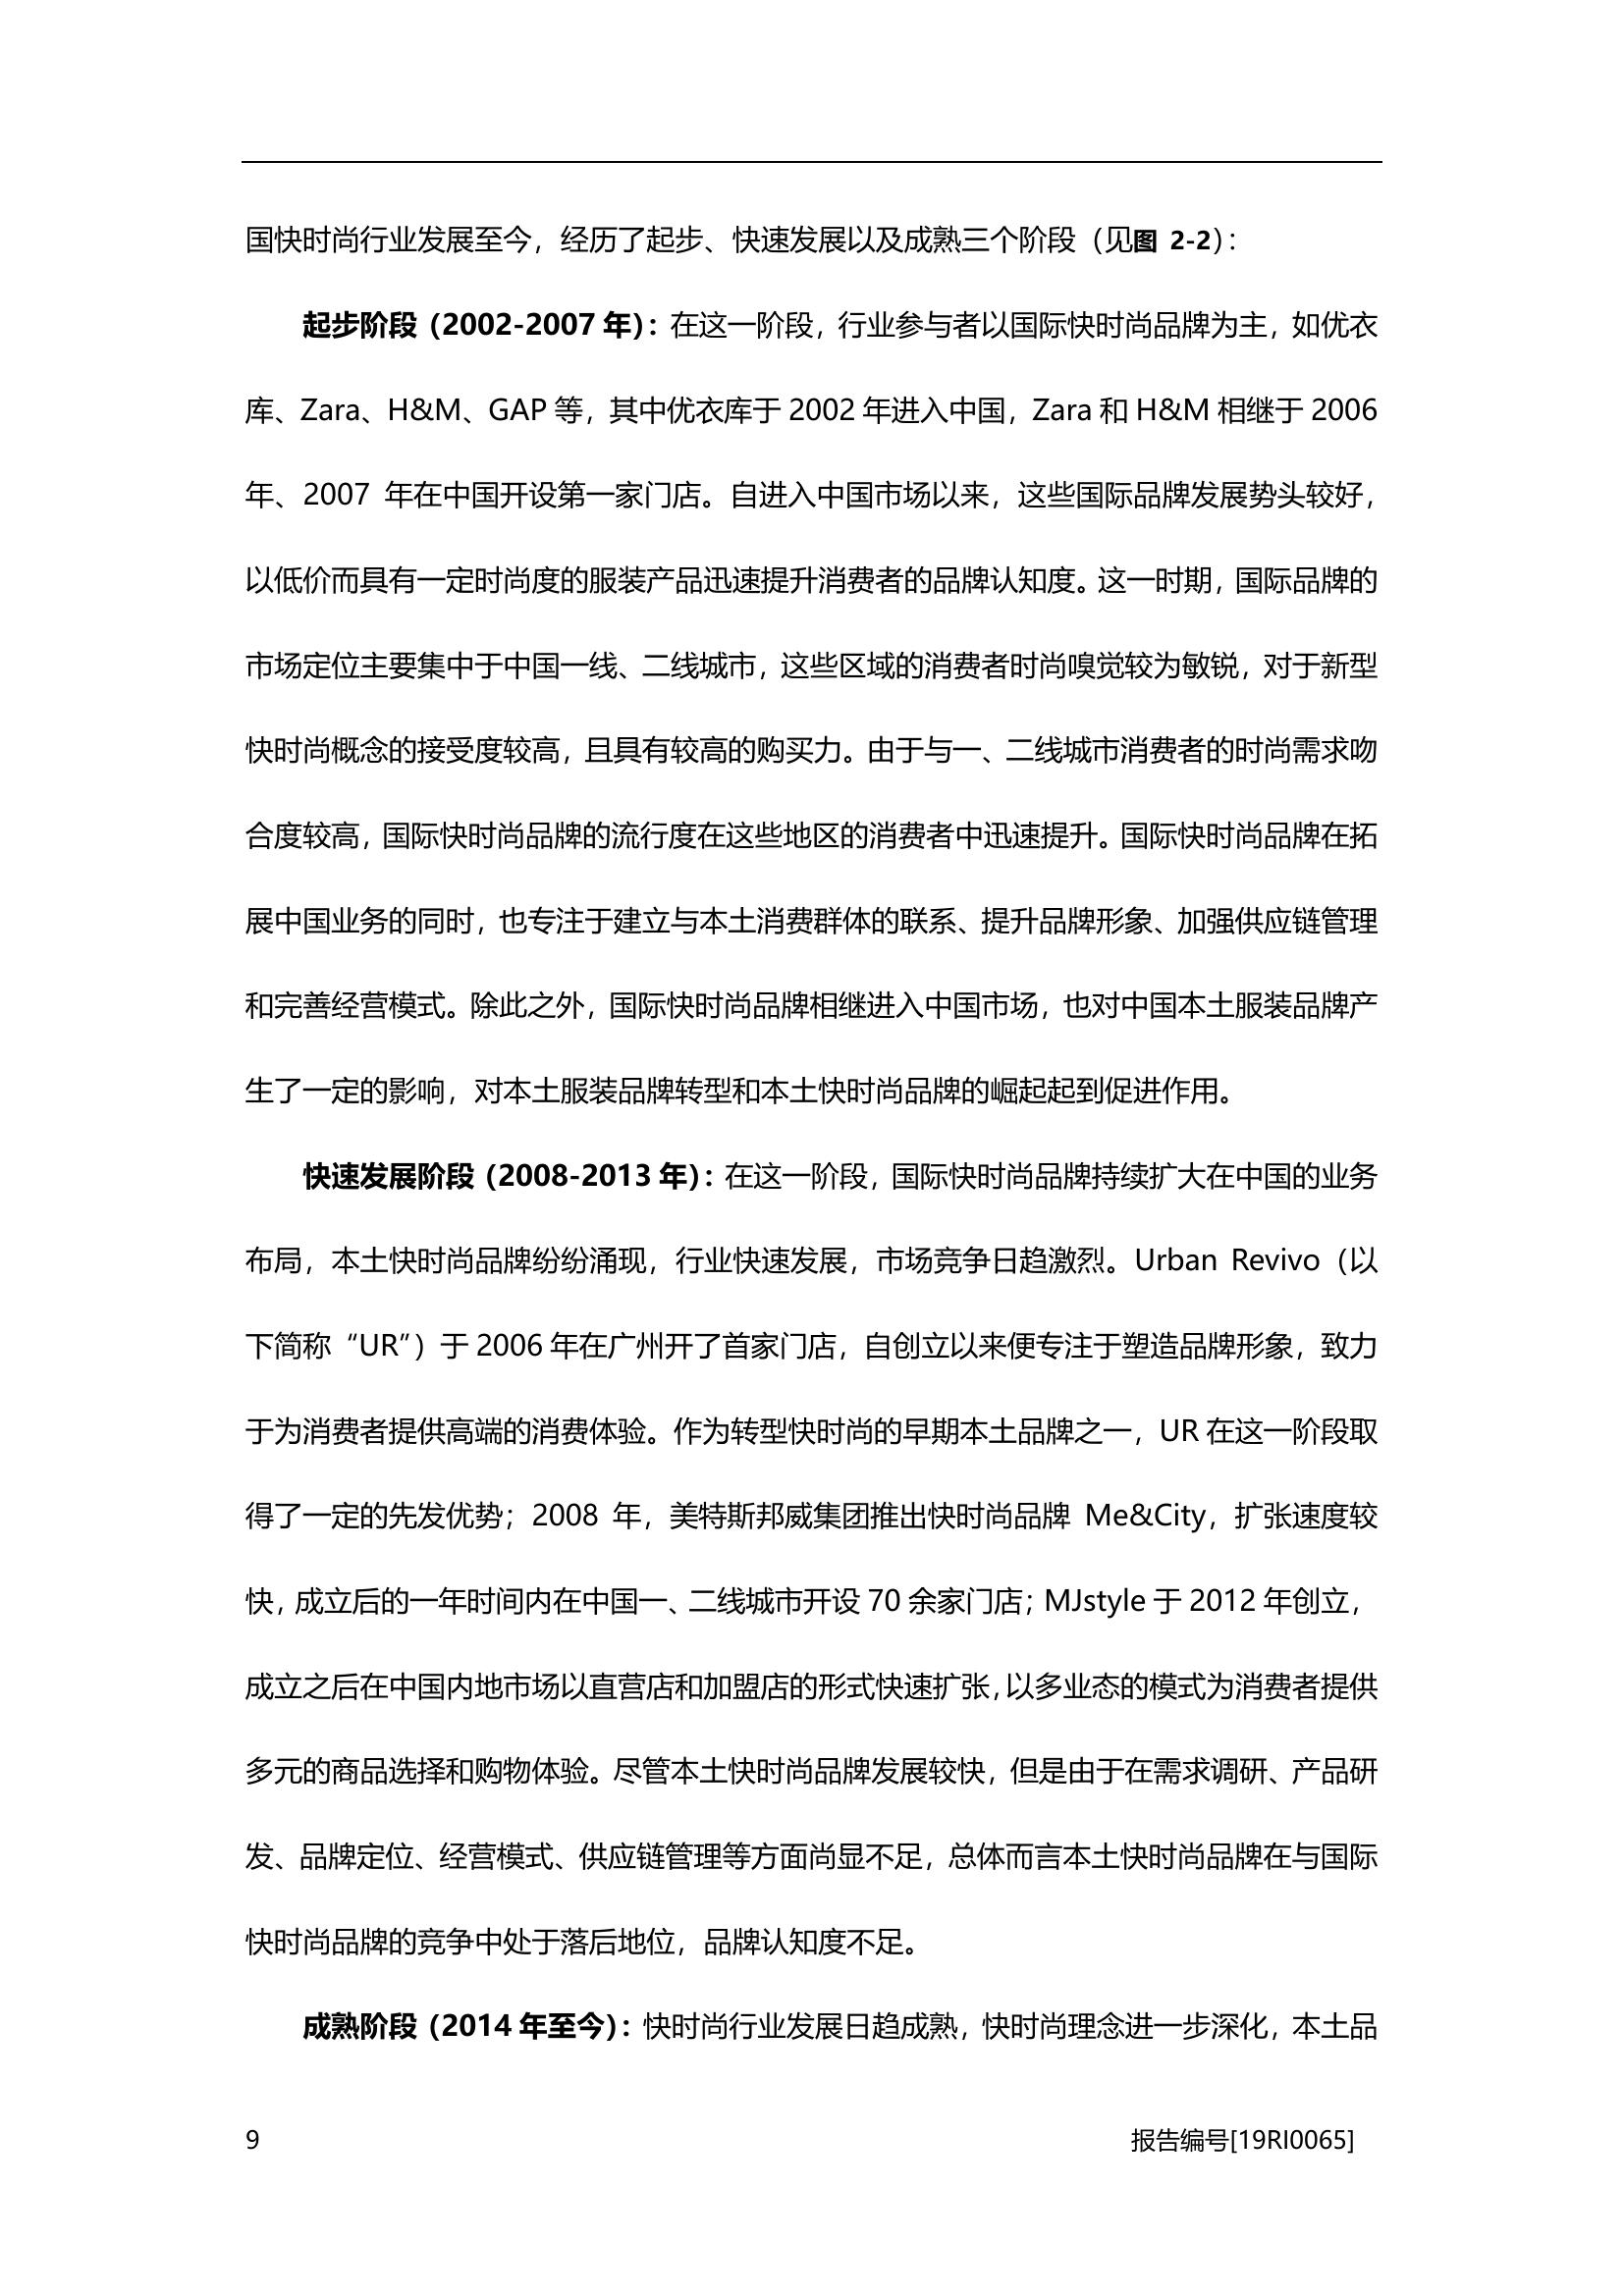 国快时尚行业发展至今，经历了起步、快速发展以及成熟三个阶段（见图 2-2）：
起步阶段（2002-2007 年）：在这一阶段，行业参与者以国际快时尚品牌为主，如优衣
库、Zara、H&M、GAP 等，其中优衣库于 2002 年进入中国，Zara 和 H&M 相继于 2006
年、2007 年在中国开设第一家门店。自进入中国市场以来，这些国际品牌发展势头较好，
以低价而具有一定时尚度的服装产品迅速提升消费者的品牌认知度。这一时期，国际品牌的
市场定位主要集中于中国一线、二线城市，这些区域的消费者时尚嗅觉较为敏锐，对于新型
快时尚概念的接受度较高，且具有较高的购买力。由于与一、二线城市消费者的时尚需求吻
合度较高，国际快时尚品牌的流行度在这些地区的消费者中迅速提升。国际快时尚品牌在拓
展中国业务的同时，也专注于建立与本土消费群体的联系、提升品牌形象、加强供应链管理
和完善经营模式。除此之外，国际快时尚品牌相继进入中国市场，也对中国本土服装品牌产
生了一定的影响，对本土服装品牌转型和本土快时尚品牌的崛起起到促进作用。
快速发展阶段（2008-2013 年）：在这一阶段，国际快时尚品牌持续扩大在中国的业务
布局，本土快时尚品牌纷纷涌现，行业快速发展，市场竞争日趋激烈。Urban Revivo（以
下简称“UR”）于 2006 年在广州开了首家门店，自创立以来便专注于塑造品牌形象，致力
于为消费者提供高端的消费体验。作为转型快时尚的早期本土品牌之一，UR 在这一阶段取
得了一定的先发优势；2008 年，美特斯邦威集团推出快时尚品牌 Me&City，扩张速度较
快，成立后的一年时间内在中国一、二线城市开设 70 余家门店；MJstyle 于 2012 年创立，
成立之后在中国内地市场以直营店和加盟店的形式快速扩张，以多业态的模式为消费者提供
多元的商品选择和购物体验。尽管本土快时尚品牌发展较快，但是由于在需求调研、产品研
发、品牌定位、经营模式、供应链管理等方面尚显不足，总体而言本土快时尚品牌在与国际
快时尚品牌的竞争中处于落后地位，品牌认知度不足。
成熟阶段（2014 年至今）：快时尚行业发展日趋成熟，快时尚理念进一步深化，本土品
9 报告编号[19RI0065]